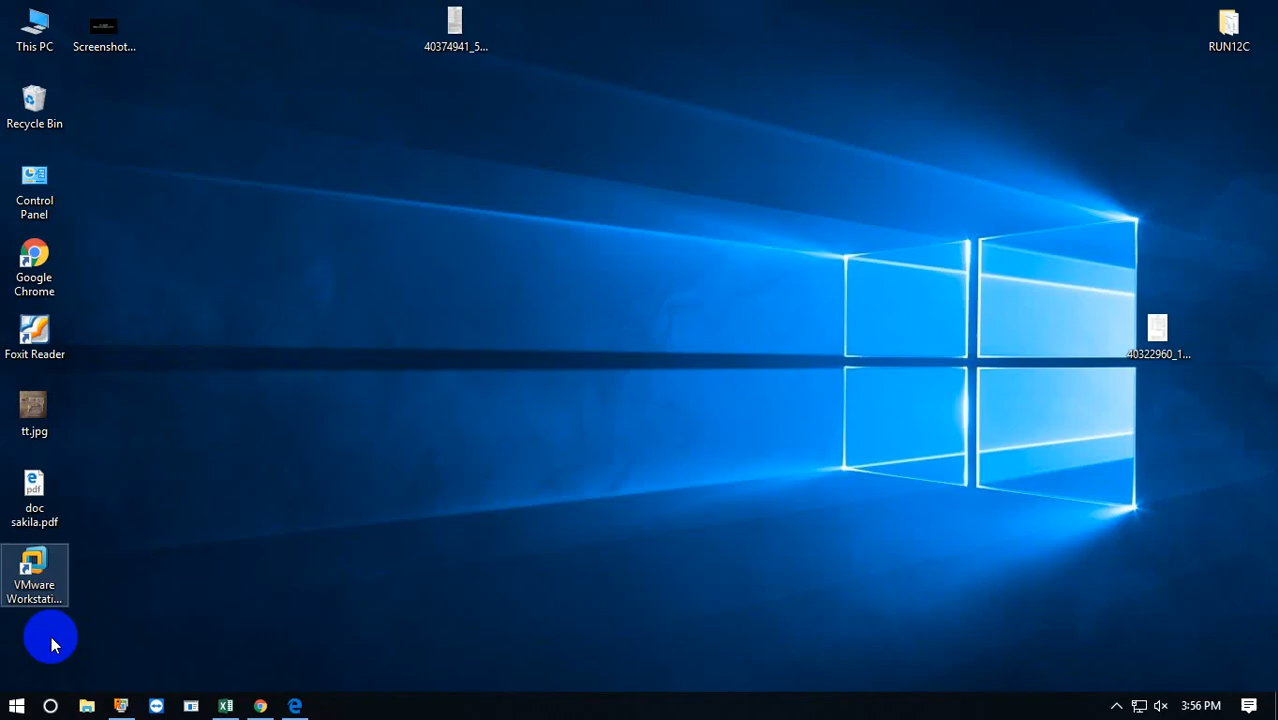 This PC
Screenshot...
40374941_5...
RUN12C
Recycle Bin
Control
Panel
Google
Chrome
Foxit Reader
40322960_1...
tt.jpg
pdf
doc
sakila.pdf
VMware
Workstati...
3:56 PM